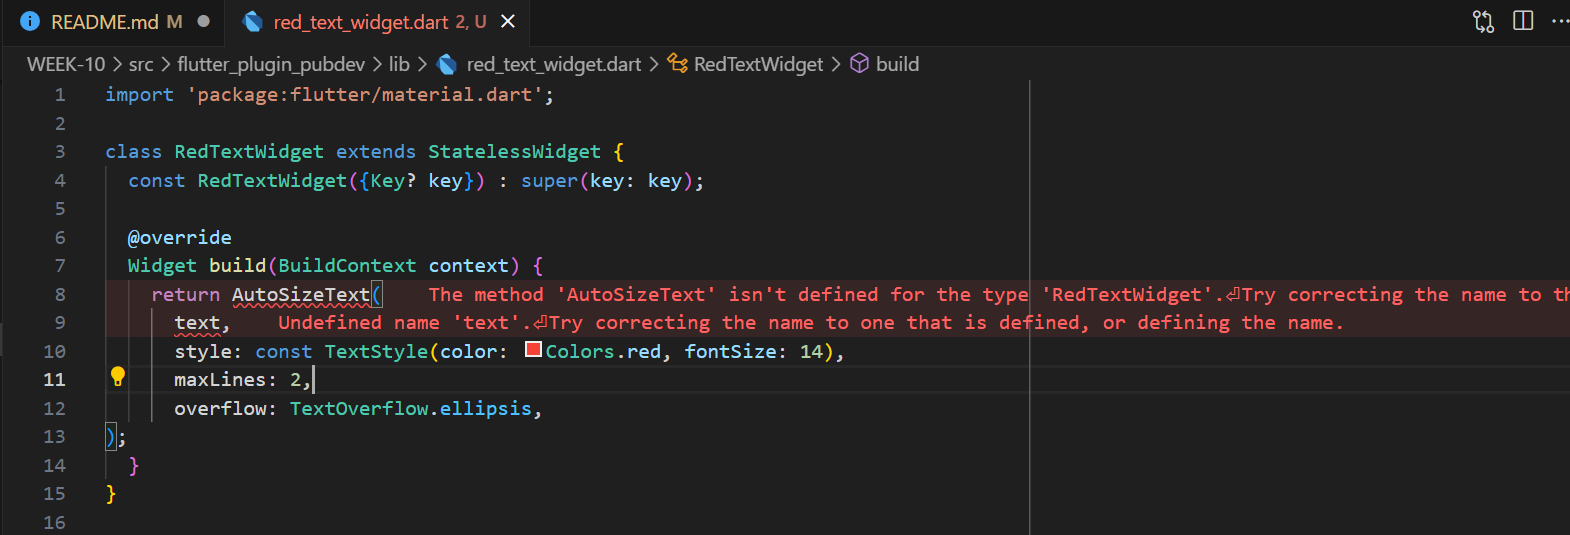 README.md M
red_text_widget.dart 2, U
WEEK-10 > src > flutter_plugin_pubdev > lib > red_text_widget.dart > RedTextWidget > build
1 import 'package:flutter/material.dart';
2
3 class RedTextWidget extends StatelessWidget {
4 const RedTextWidget({Key? key}) : super(key: key);
5
6 @override
7 Widget build(BuildContext context) {
8 return AutoSizeText( The method 'AutoSizeText' isn't defined for the type 'RedTextWidget'.⏎Try correcting the name to th
9 text, Undefined name 'text'.⏎Try correcting the name to one that is defined, or defining the name.
10 style: const TextStyle(color: Colors.red, fontSize: 14),
11 maxLines: 2,
12 overflow: TextOverflow.ellipsis,
13 );
14 }
15 }
16